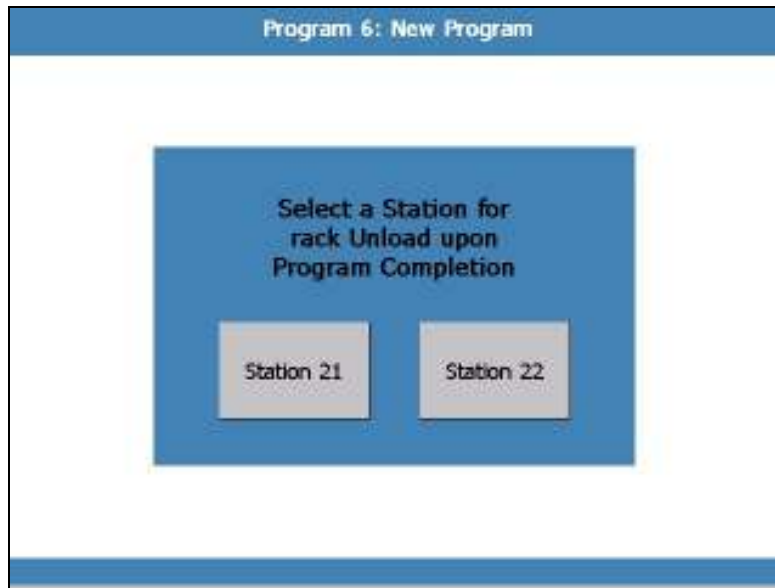 Program 6: New Program
Select a Station for
rack Unload upon
Program Completion
Station 21
Station 22